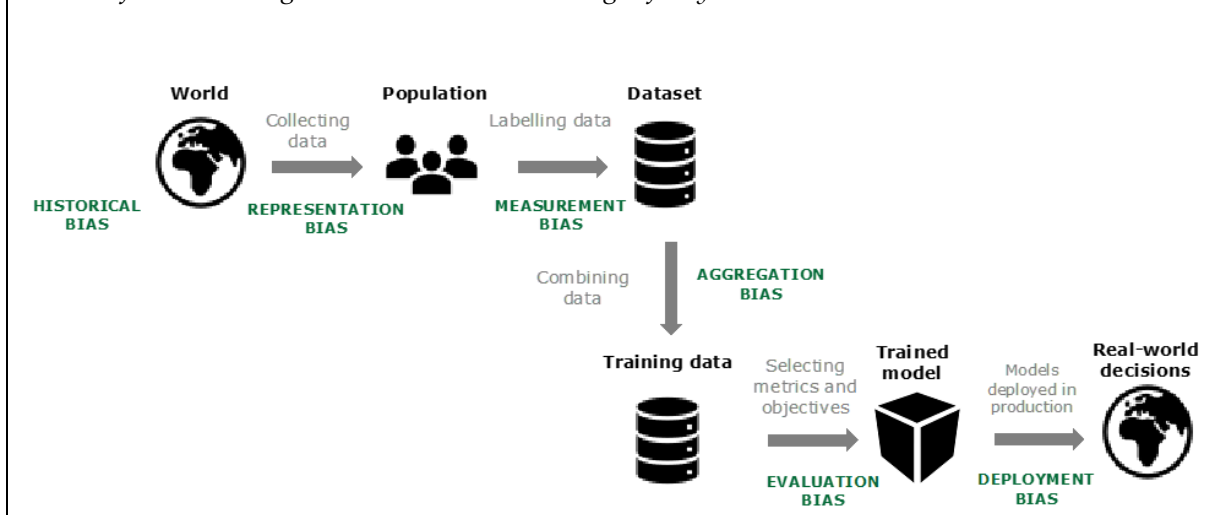 World
Population
Dataset
Collecting
data
Labelling data
HISTORICAL
BIAS
REPRESENTATION
BIAS
MEASUREMENT
BIAS
Combining
data
AGGREGATION
BIAS
Training data
Selecting
metrics and
objectives
Trained
model
Models
deployed in
production
Real-world
decisions
EVALUATION
BIAS
DEPLOYMENT
BIAS